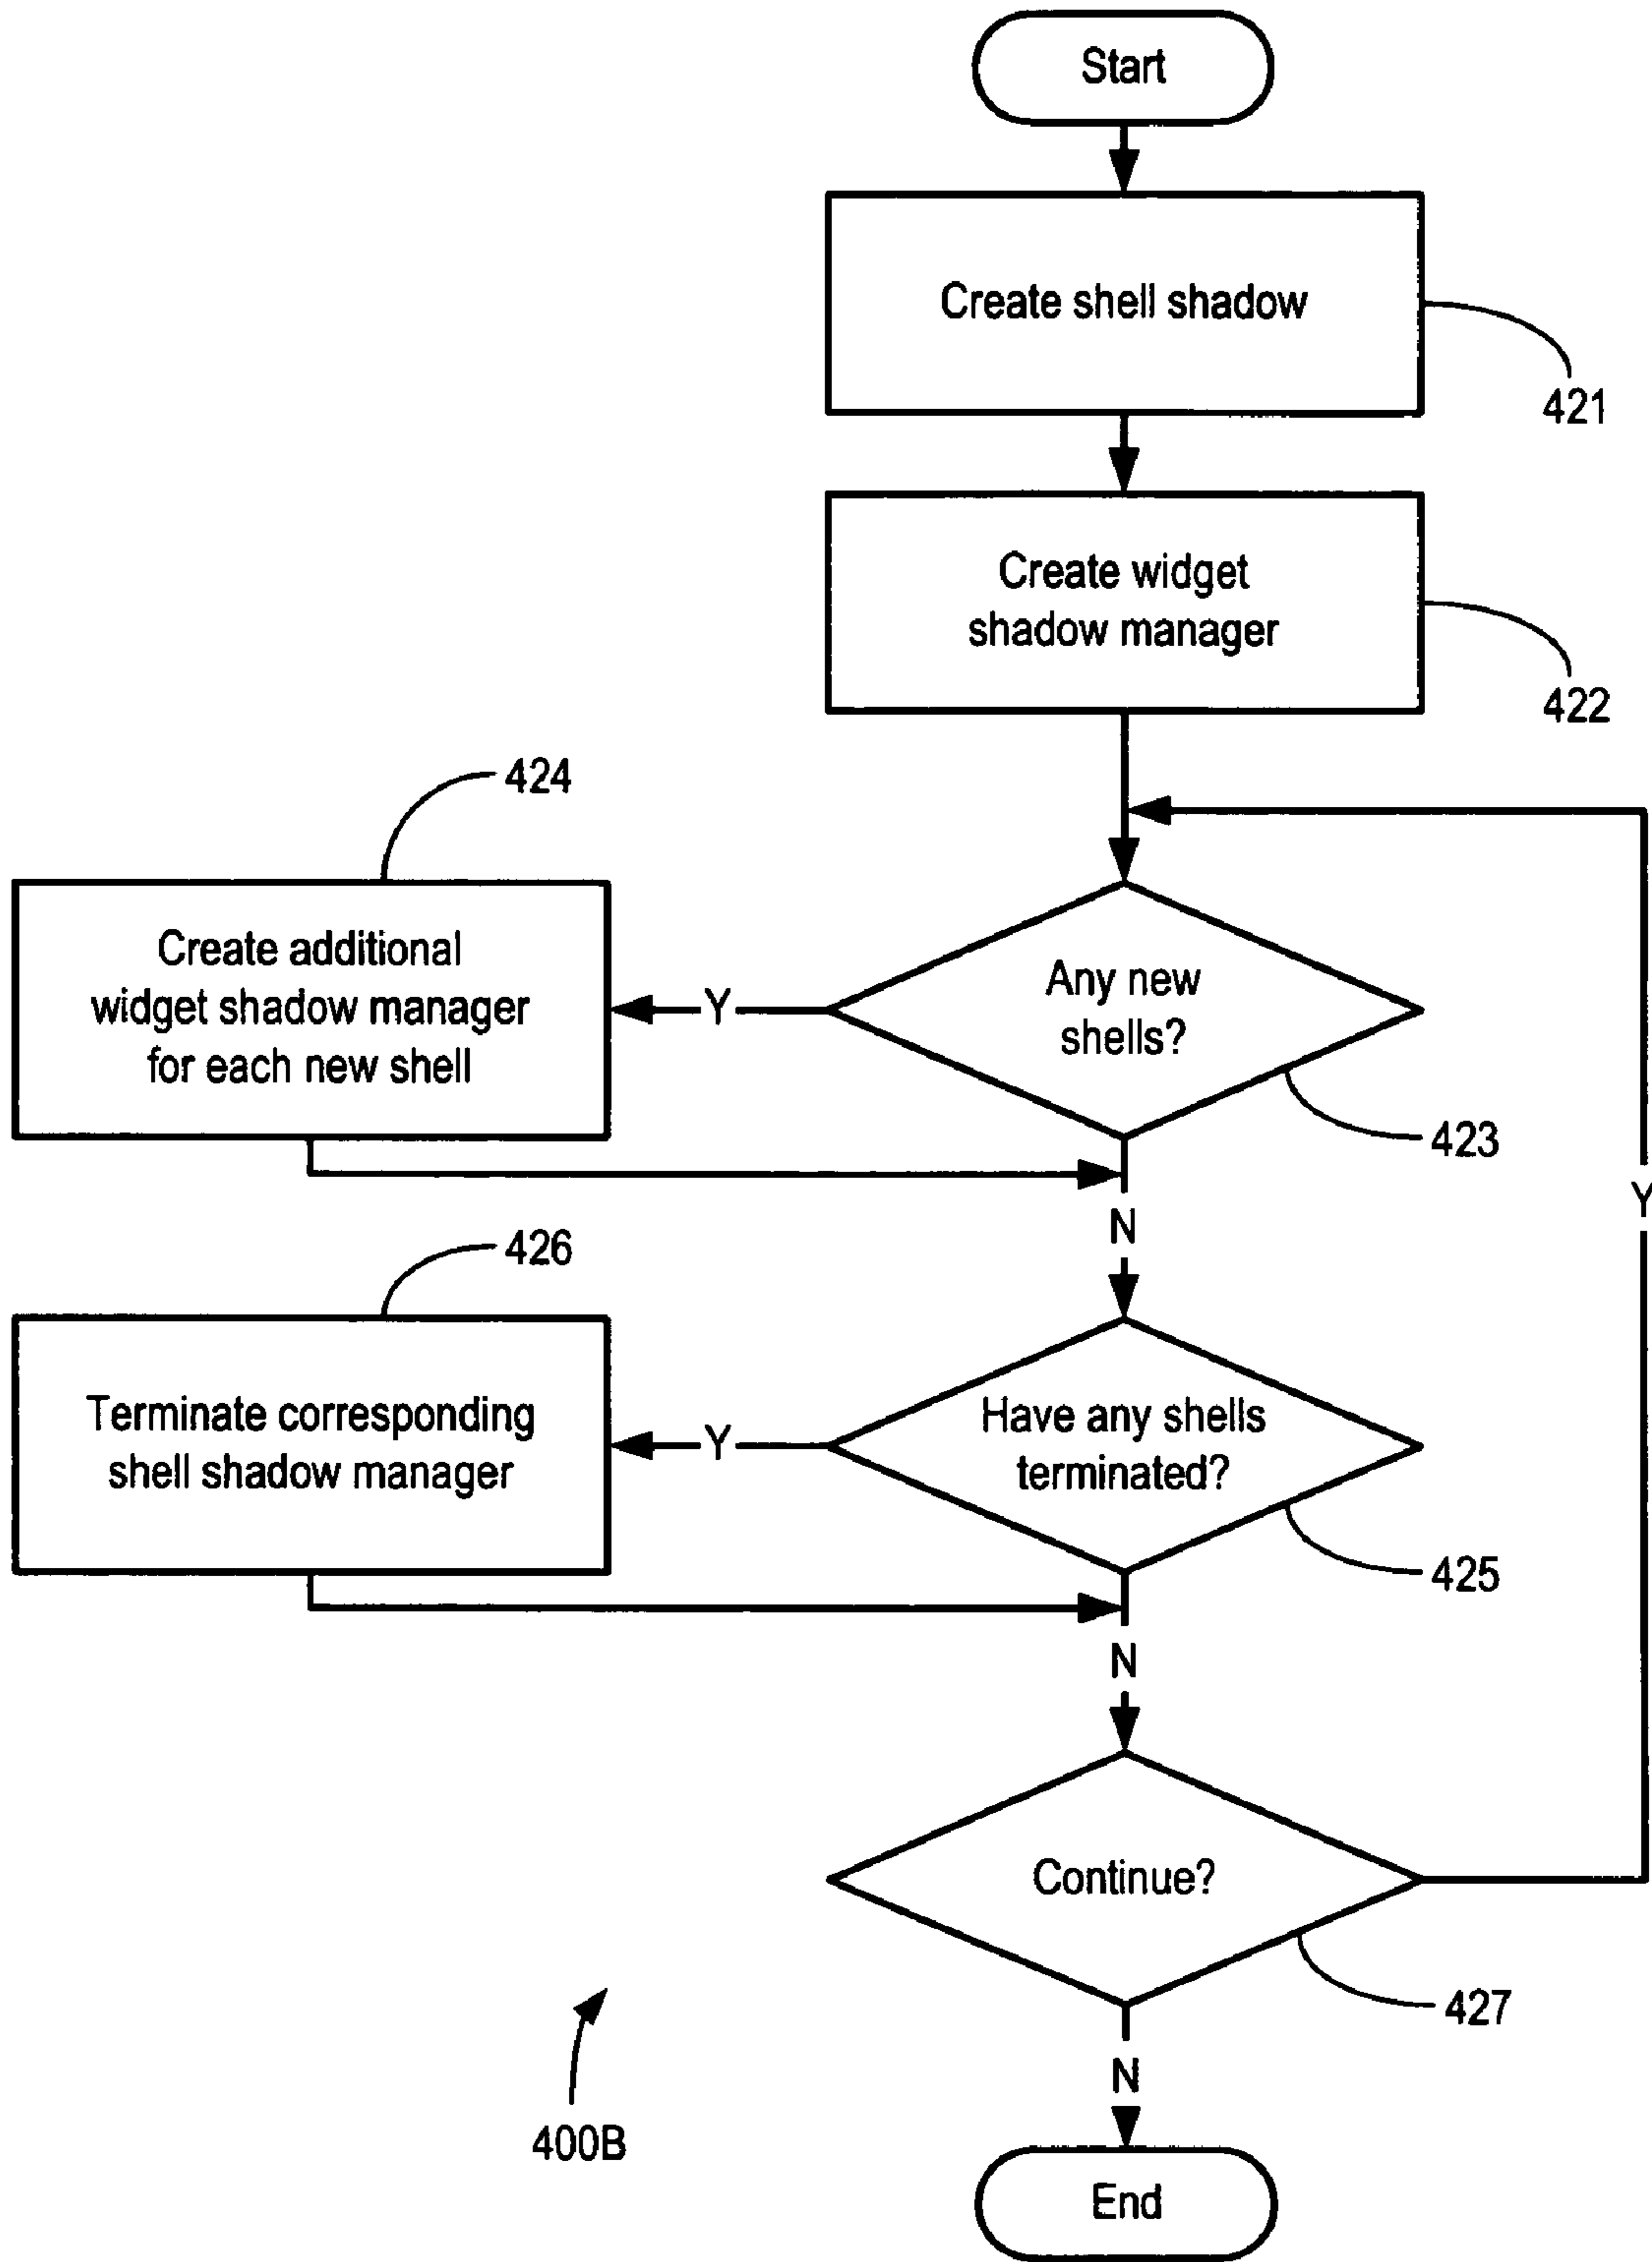 Start
Create shell shadow
421
Create widget
shadow manager
422
424
Create additional
widget shadow manager
for each new shell
Y
Any new
shells?
423
N
Y
426
Terminate corresponding
shell shadow manager
Y
Have any shells
terminated?
425
N
Continue?
427
N
400B
End